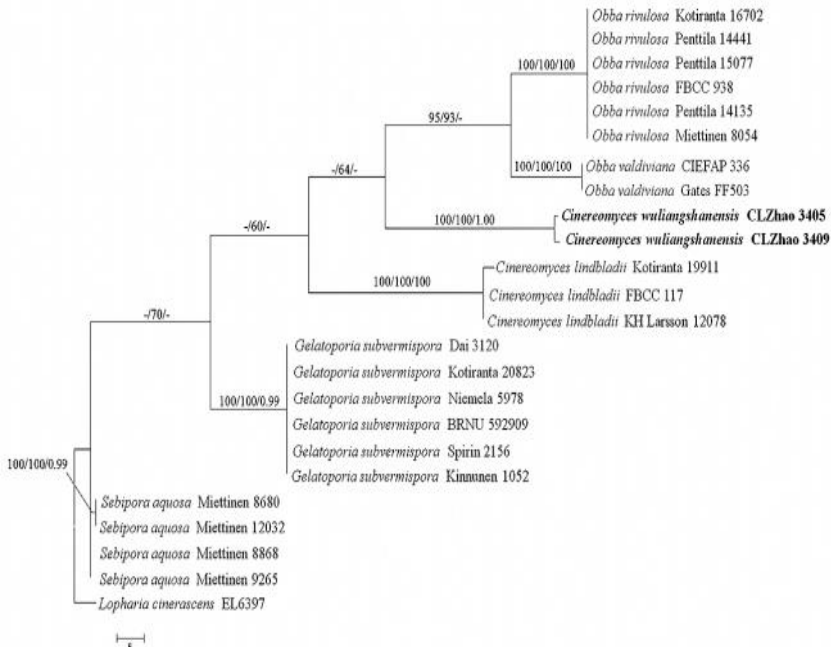 Obba rivulosa Kotiranta 16702
Obba rivulosa Penttila 14441
100/100/100
Obba rivulosa Penttila 15077
Obba rivulosa FBCC 938
Obba rivulosa Penttila 14135
95/93/-
Obba rivulosa Miettinen 8054
100/100/100
Obba valdiviana CIEFAP 336
-/64/-
Obba valdiviana Gates FF503
100/100/1.00
Cinereomyces wuliangshanensis CLZhao 3405
-/60/-
Cinereomyces wuliangshanensis CLZhao 3409
Cinereomyces lindbladii Kotiranta 19911
100/100/100
Cinereomyces lindbladii FBCC 117
-/70/-
Cinereomyces lindbladii KH Larsson 12078
Gelatoporia subvermispora Dai 3120
Gelatoporia subvermispora Kotiranta 20823
100/100/0.99
Gelatoporia subvermispora Niemela 5978
Gelatoporia subvermispora BRNU 592909
Gelatoporia subvermispora Spirin 2156
100/100/0.99
Gelatoporia subvermispora Kinnunen 1052
Sebipora aquosa Miettinen 8680
Sebipora aquosa Miettinen 12032
Sebipora aquosa Miettinen 8868
Sebipora aquosa Miettinen 9265
Lopharia cinerascens EL6397